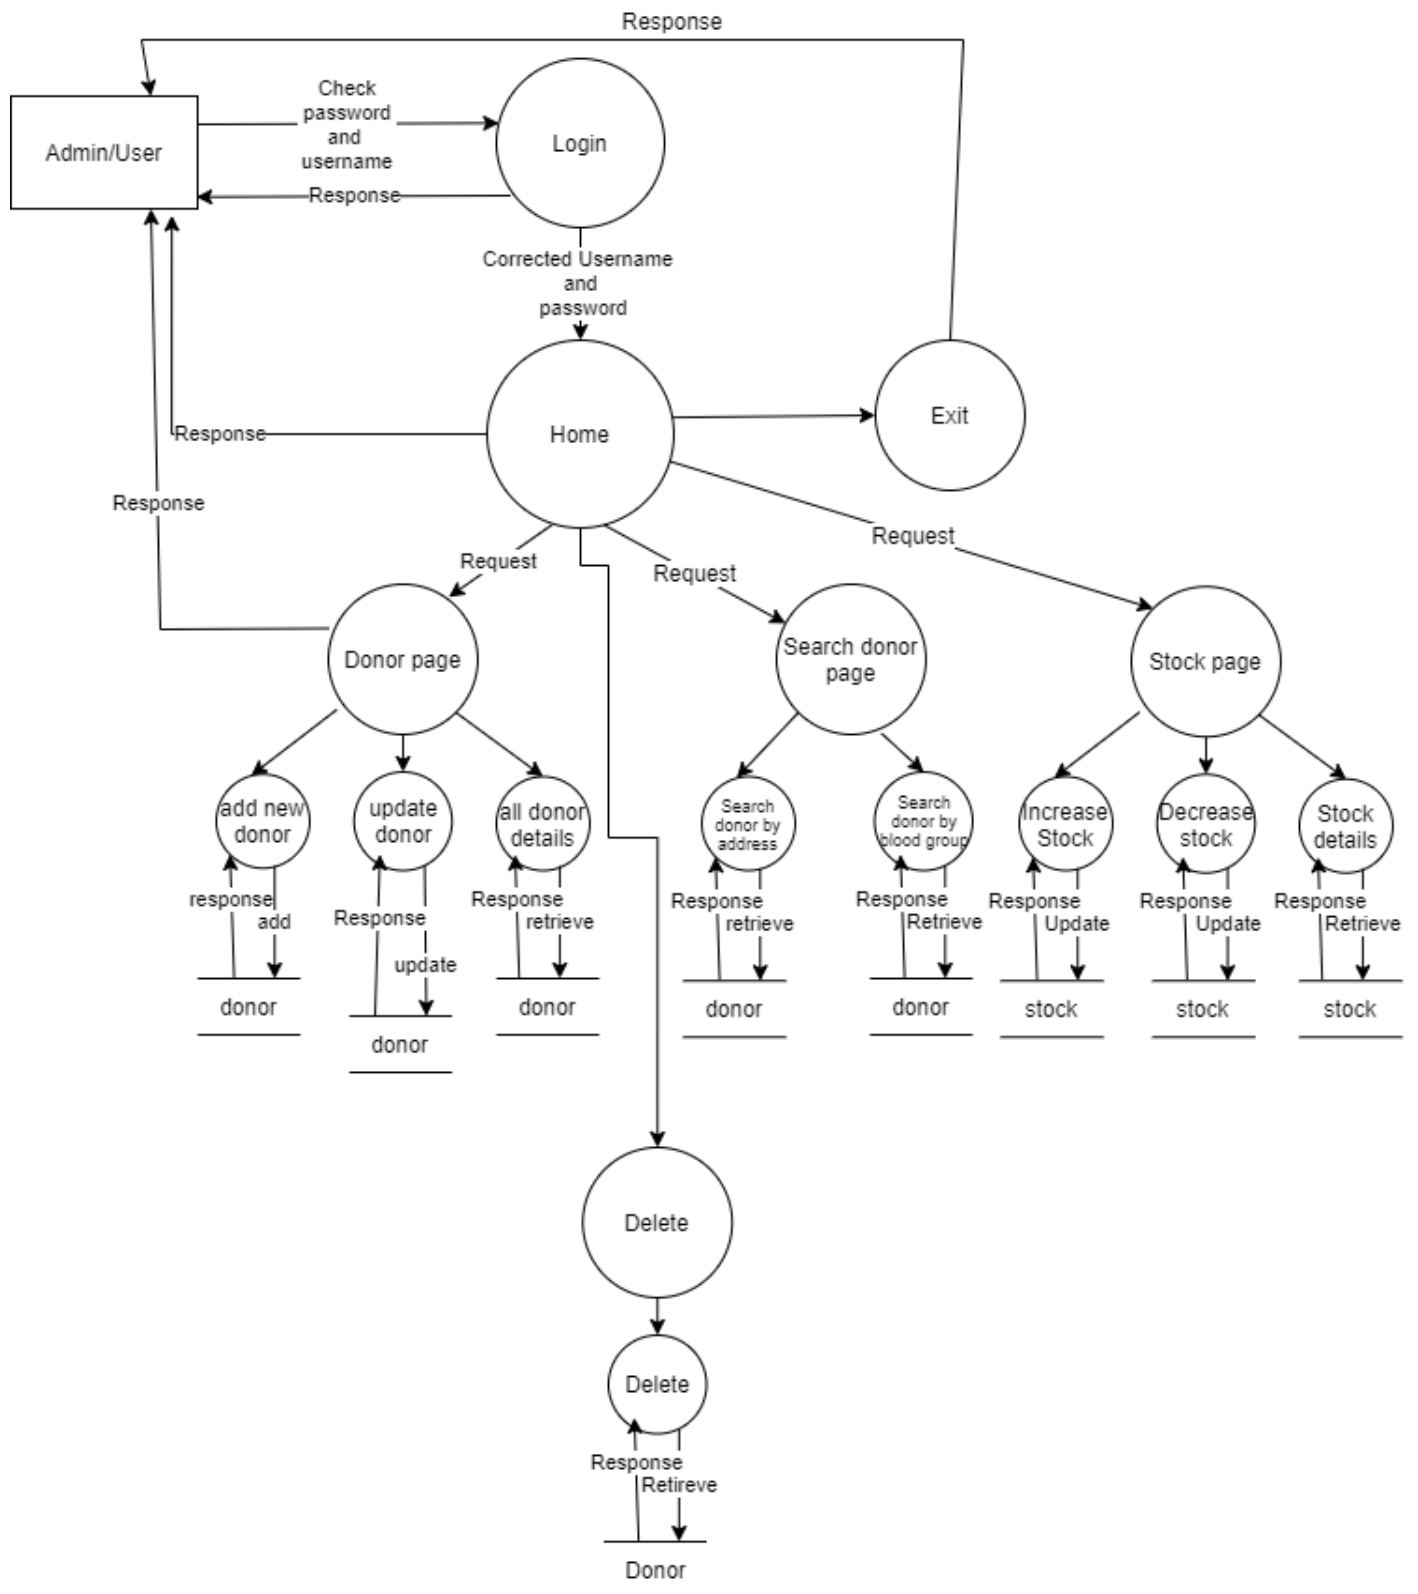 Response
Check
password
and
username
Admin/User
Login
Response
Corrected Username
and
password
Exit
Home
Response
Response
Request
Request
Request
Donor page
Search donor
page
Stock page
add new
donor
update
donor
all donor
details
Search
donor by
address
Search
donor by
blood group
Increase
Stock
Decrease
stock
Stock
details
response
add
Response
update
Response
retrieve
Response
retrieve
Response
Retrieve
Response
Update
Response
Update
Response
Retrieve
donor
donor
donor
donor
donor
stock
stock
stock
Delete
Delete
Response
Retireve
Donor